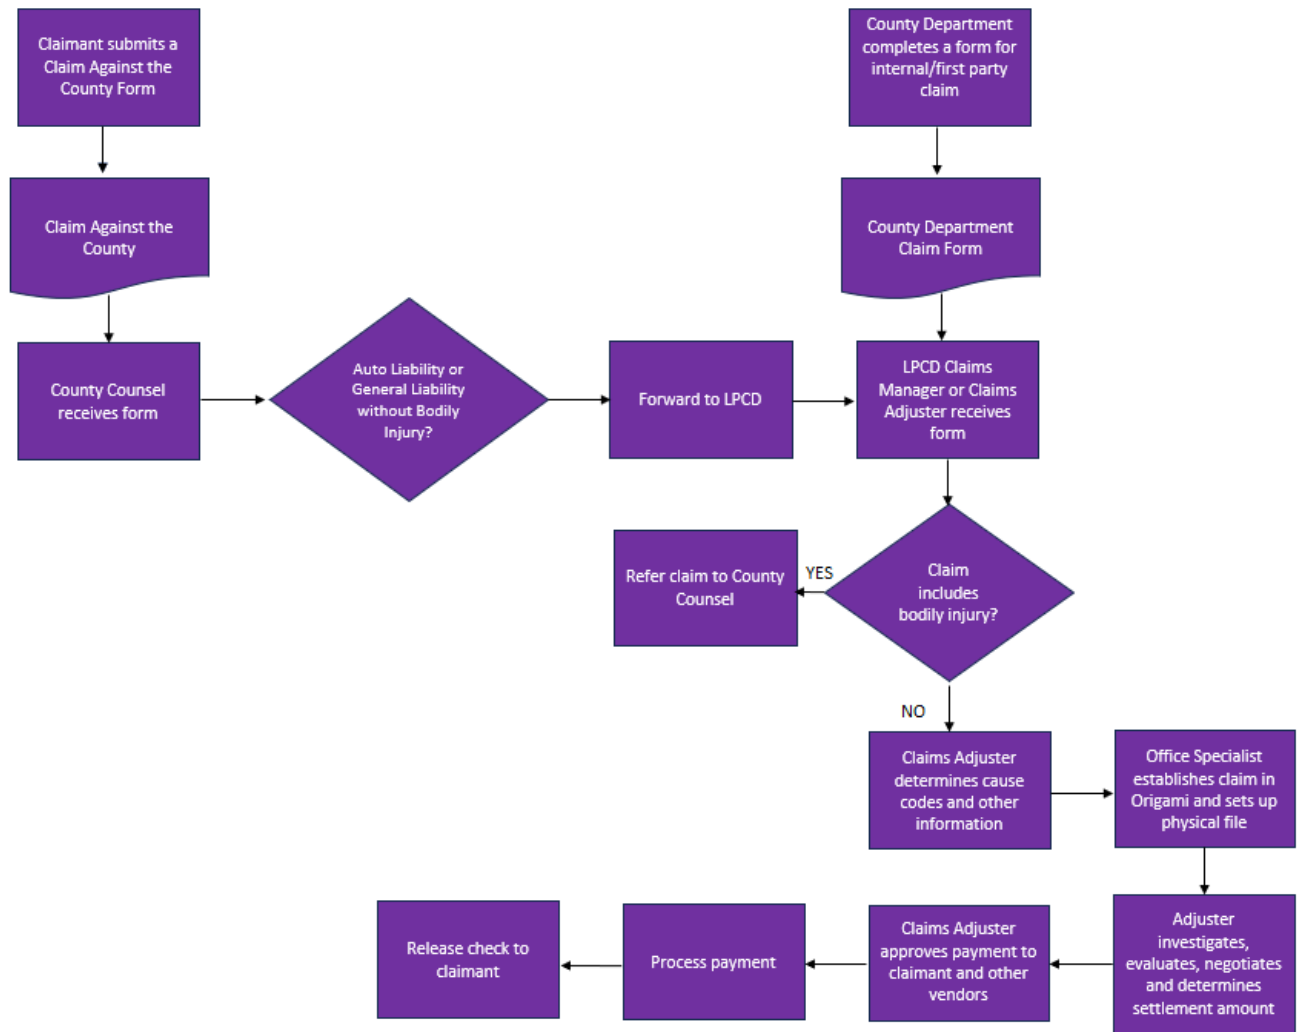 Claimant submits a
Claim Against the
County Form
County Department
completes a form for
internal/first party
claim
Claim Against the
County
County Department
Claim Form
County Counsel
receives form
Auto Liability or
General Liability
without Bodily
Injury?
Forward to LPCD
LPCD Claims
Manager or Claims
Adjuster receives
form
Refer claim to County
Counsel
YES
Claim
includes
bodily injury?
NO
Claims Adjuster
determines cause
codes and other
information
Office Specialist
establishes claim in
Origami and sets up
physical file
Adjuster
investigates,
evaluates, negotiates
and determines
settlement amount
Claims Adjuster
approves payment to
claimant and other
vendors
Process payment
Release check to
claimant